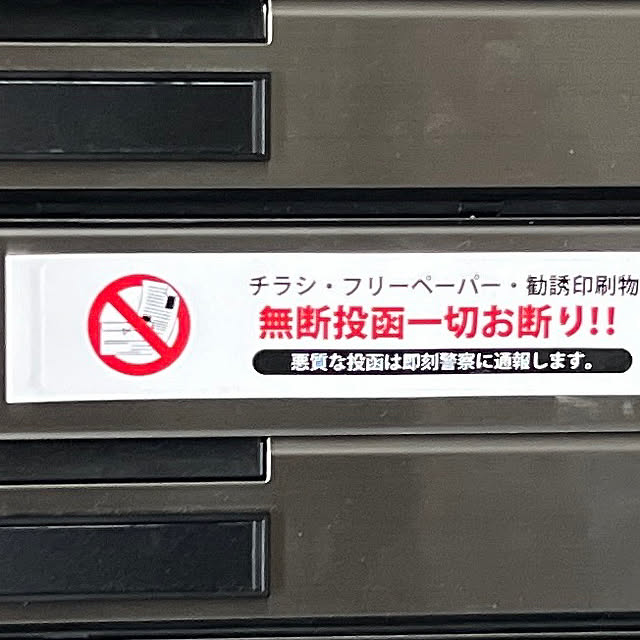 チラシ・フリーペーパー・勧誘印刷物
無断投函一切お断り!!
悪質な投函は即刻警察に通報します。